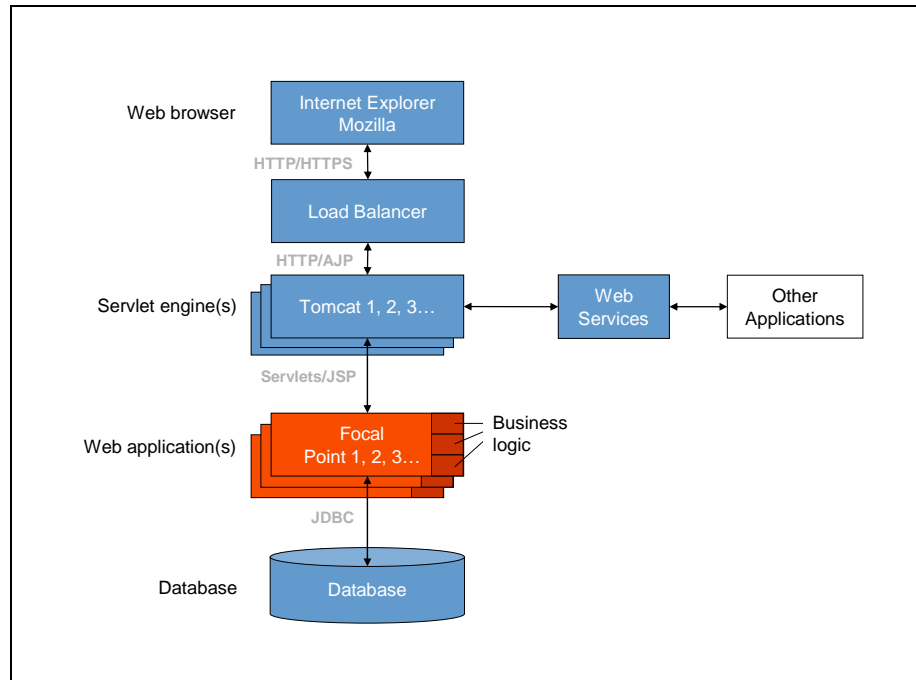 Web browser
Internet Explorer
Mozilla
HTTP/HTTPS
Load Balancer
HTTP/AJP
Servlet engine(s)
Tomcat 1, 2, 3…
Web
Services
Other
Applications
Servlets/JSP
Web application(s)
Focal
Point 1, 2, 3…
Business
logic
JDBC
Database
Database